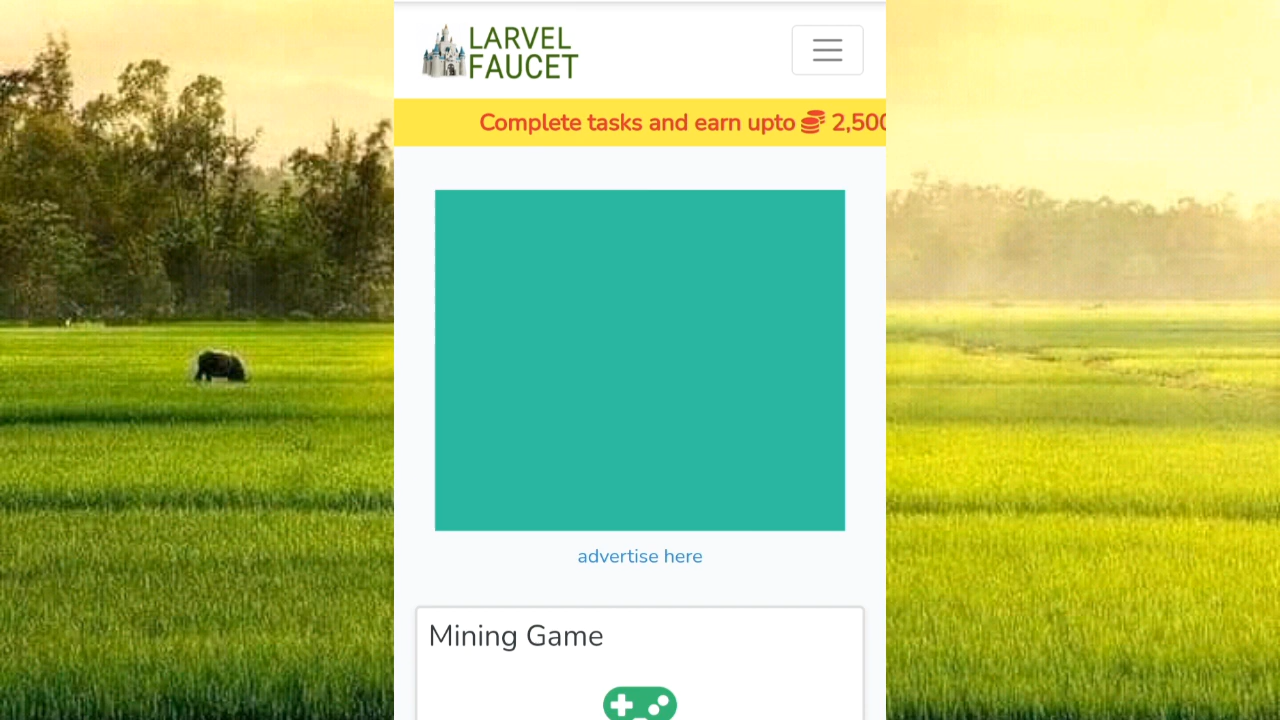 LARVEL
FAUCET
Complete tasks and earn upto 2,500
advertise here
Mining Game